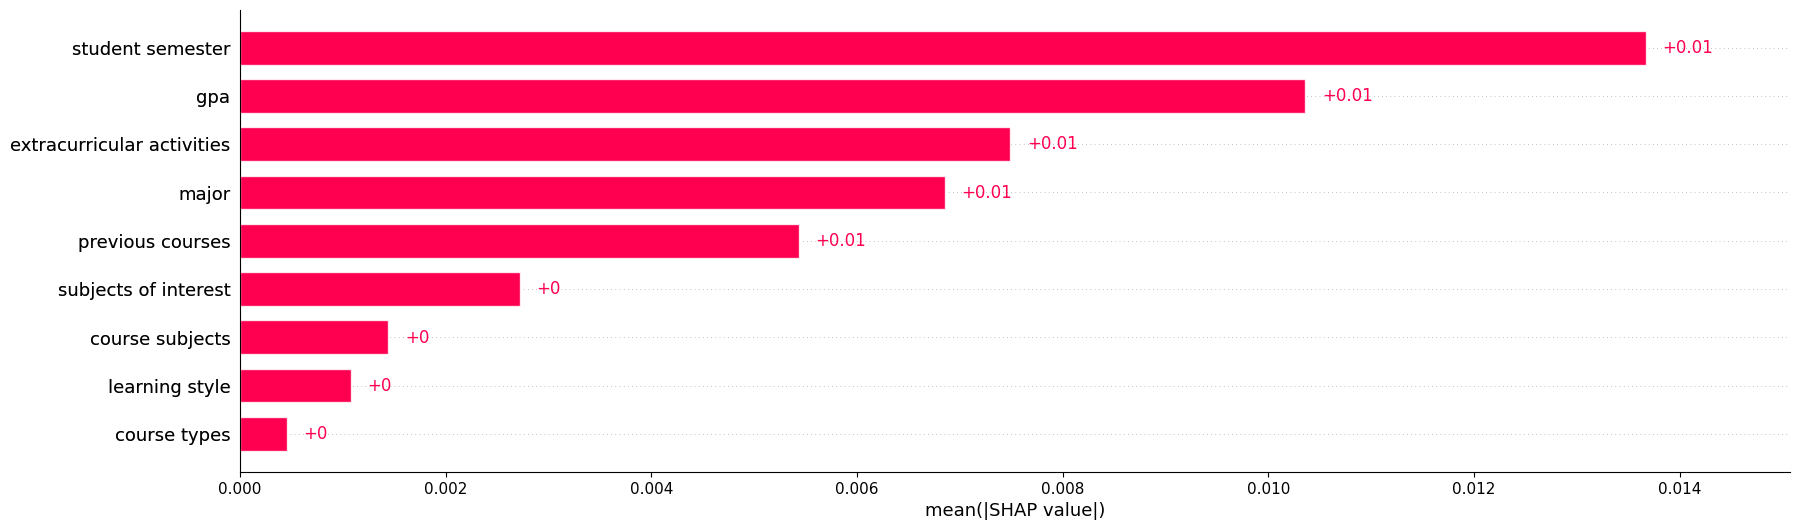 student semester +0.01
gpa +0.01
extracurricular activities +0.01
major +0.01
previous courses +0.01
subjects of interest +0
course subjects +0
learning style +0
course types +0
0.000 0.002 0.004 0.006 0.008 0.010 0.012 0.014
mean(|SHAP value|)